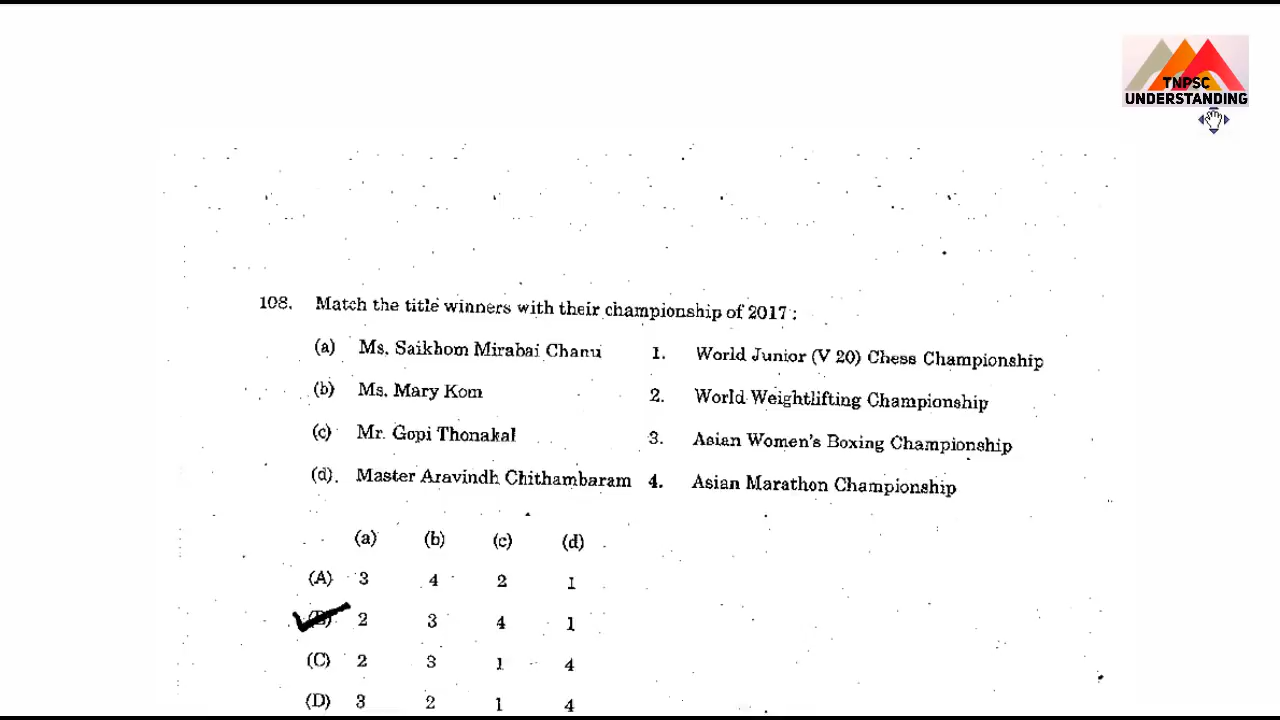 TNPSC
UNDERSTANDING
108. Match the title winners with their championship of 2017 :
(a) Ms. Saikhom Mirabai Chanu 1. World Junior (V 20) Chess Championship
(b) Ms. Mary Kom 2. World Weightlifting Championship
(c) Mr. Gopi Thonakal 3. Asian Women's Boxing Championship
(d). Master Aravindh Chithambaram 4. Asian Marathon Championship
(a) (b) (c) (d)
(A) 3 4 2 1
(B) 2 3 4 1
(C) 2 3 1 4
(D) 3 2 1 4